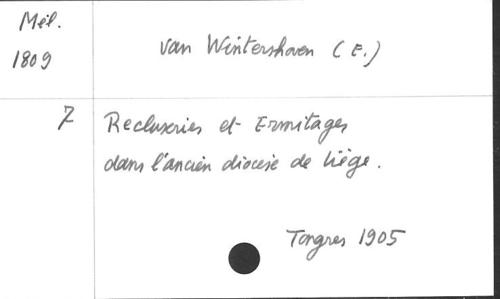 Mél.
1809
van Wintershoven (E.)
7
Recluseries et Ermitages
dans l'ancien diocèse de Liège.
Tongres 1905